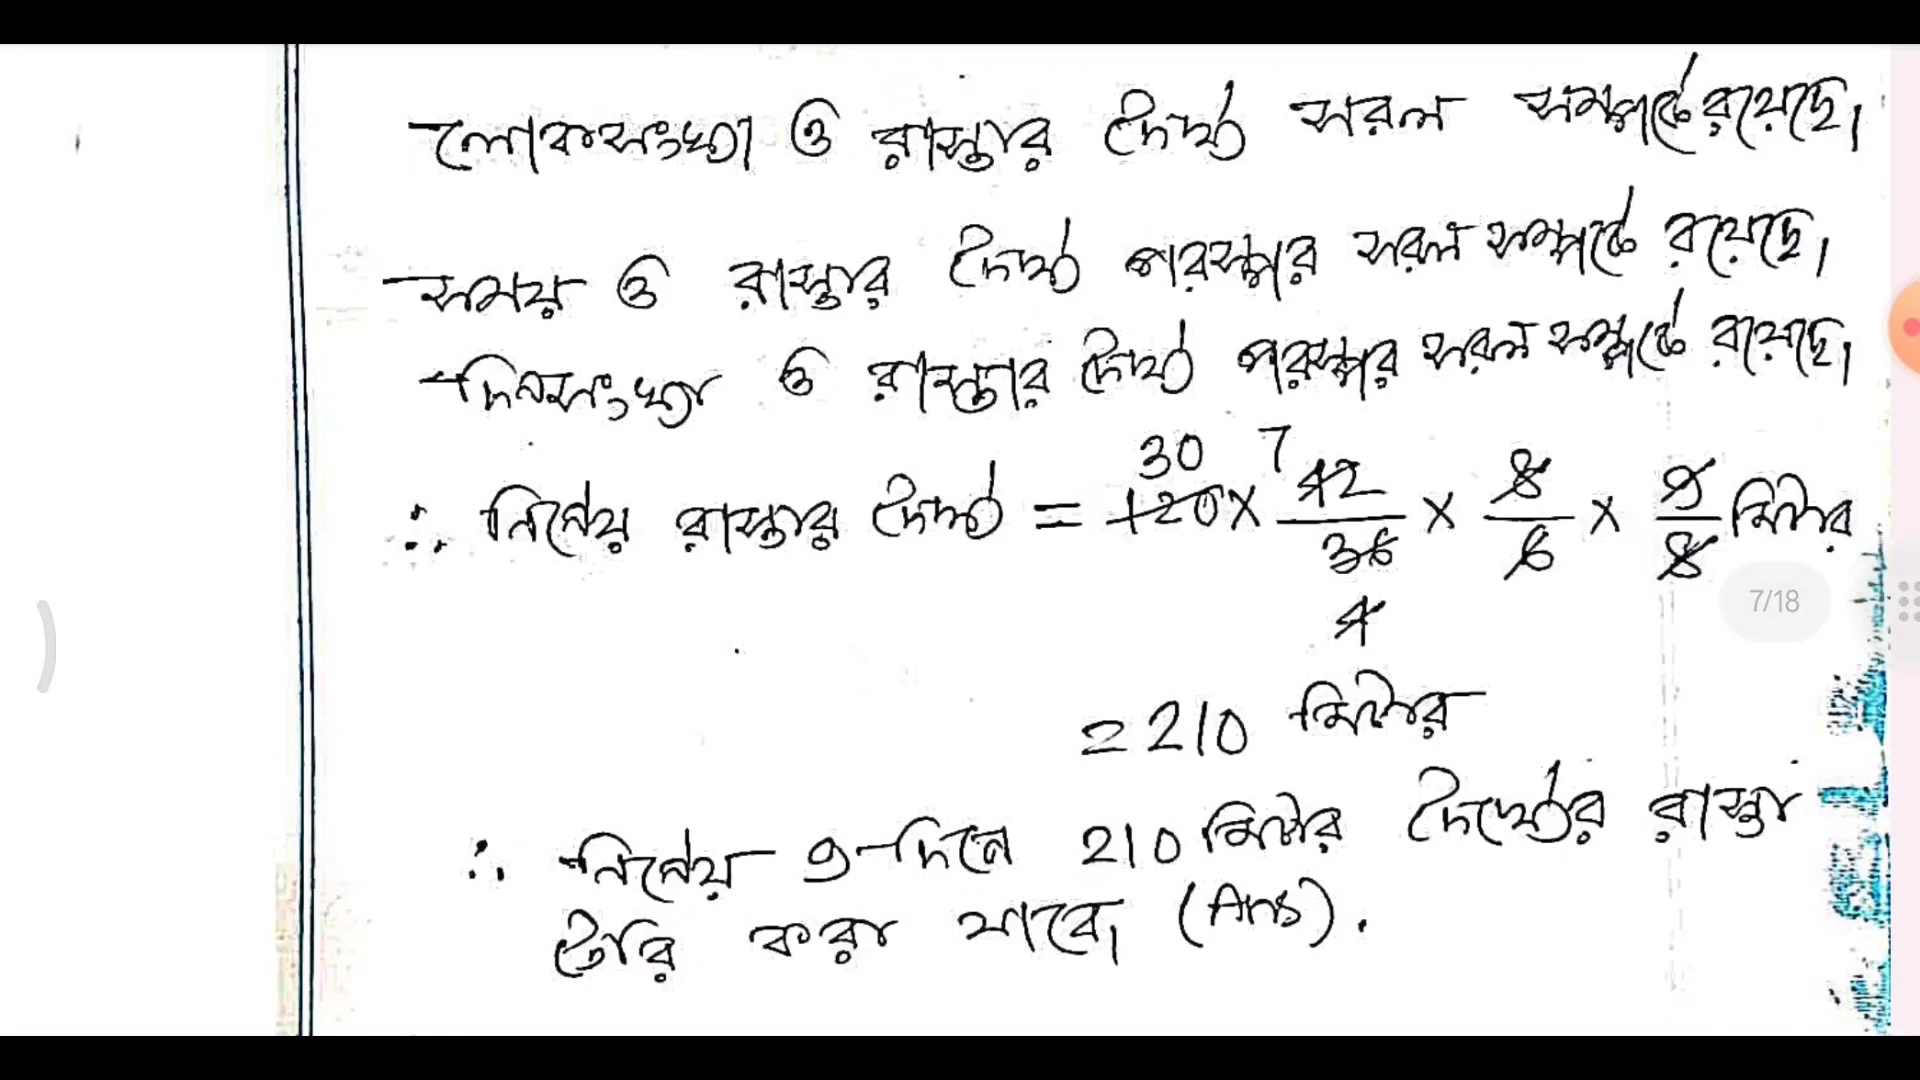 লোকসংখ্যা ও রাস্তার দৈর্ঘ্য সরল সম্পর্কে রয়েছে।
সময় ও রাস্তার দৈর্ঘ্য পরস্পর সরল সম্পর্কে রয়েছে।
দিনসংখ্যা ও রাস্তার দৈর্ঘ্য পরস্পর সরল সম্পর্কে রয়েছে।
30 7
∴ নির্ণেয় রাস্তার দৈর্ঘ্য = 120 × 42/36 × 8/6 × 9/8 মিটার
4
7/18
= 210 মিটার
∴ নির্ণেয় 9 দিনে 210 মিটার দৈর্ঘ্যের রাস্তা
তৈরি করা যাবে। (Ans).